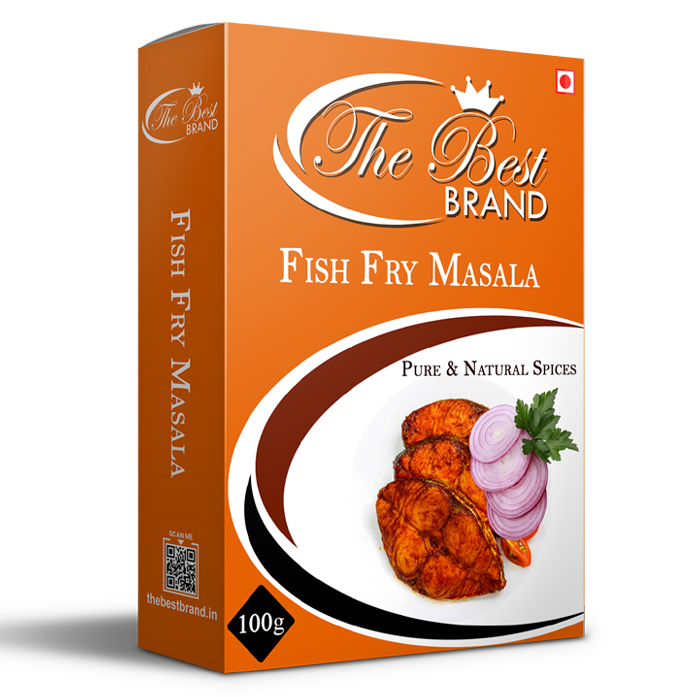 The Best
BRAND
FISH FRY MASALA
PURE & NATURAL SPICES
100g
The Best
BRAND
FISH FRY MASALA
SCAN ME
thebestbrand.in